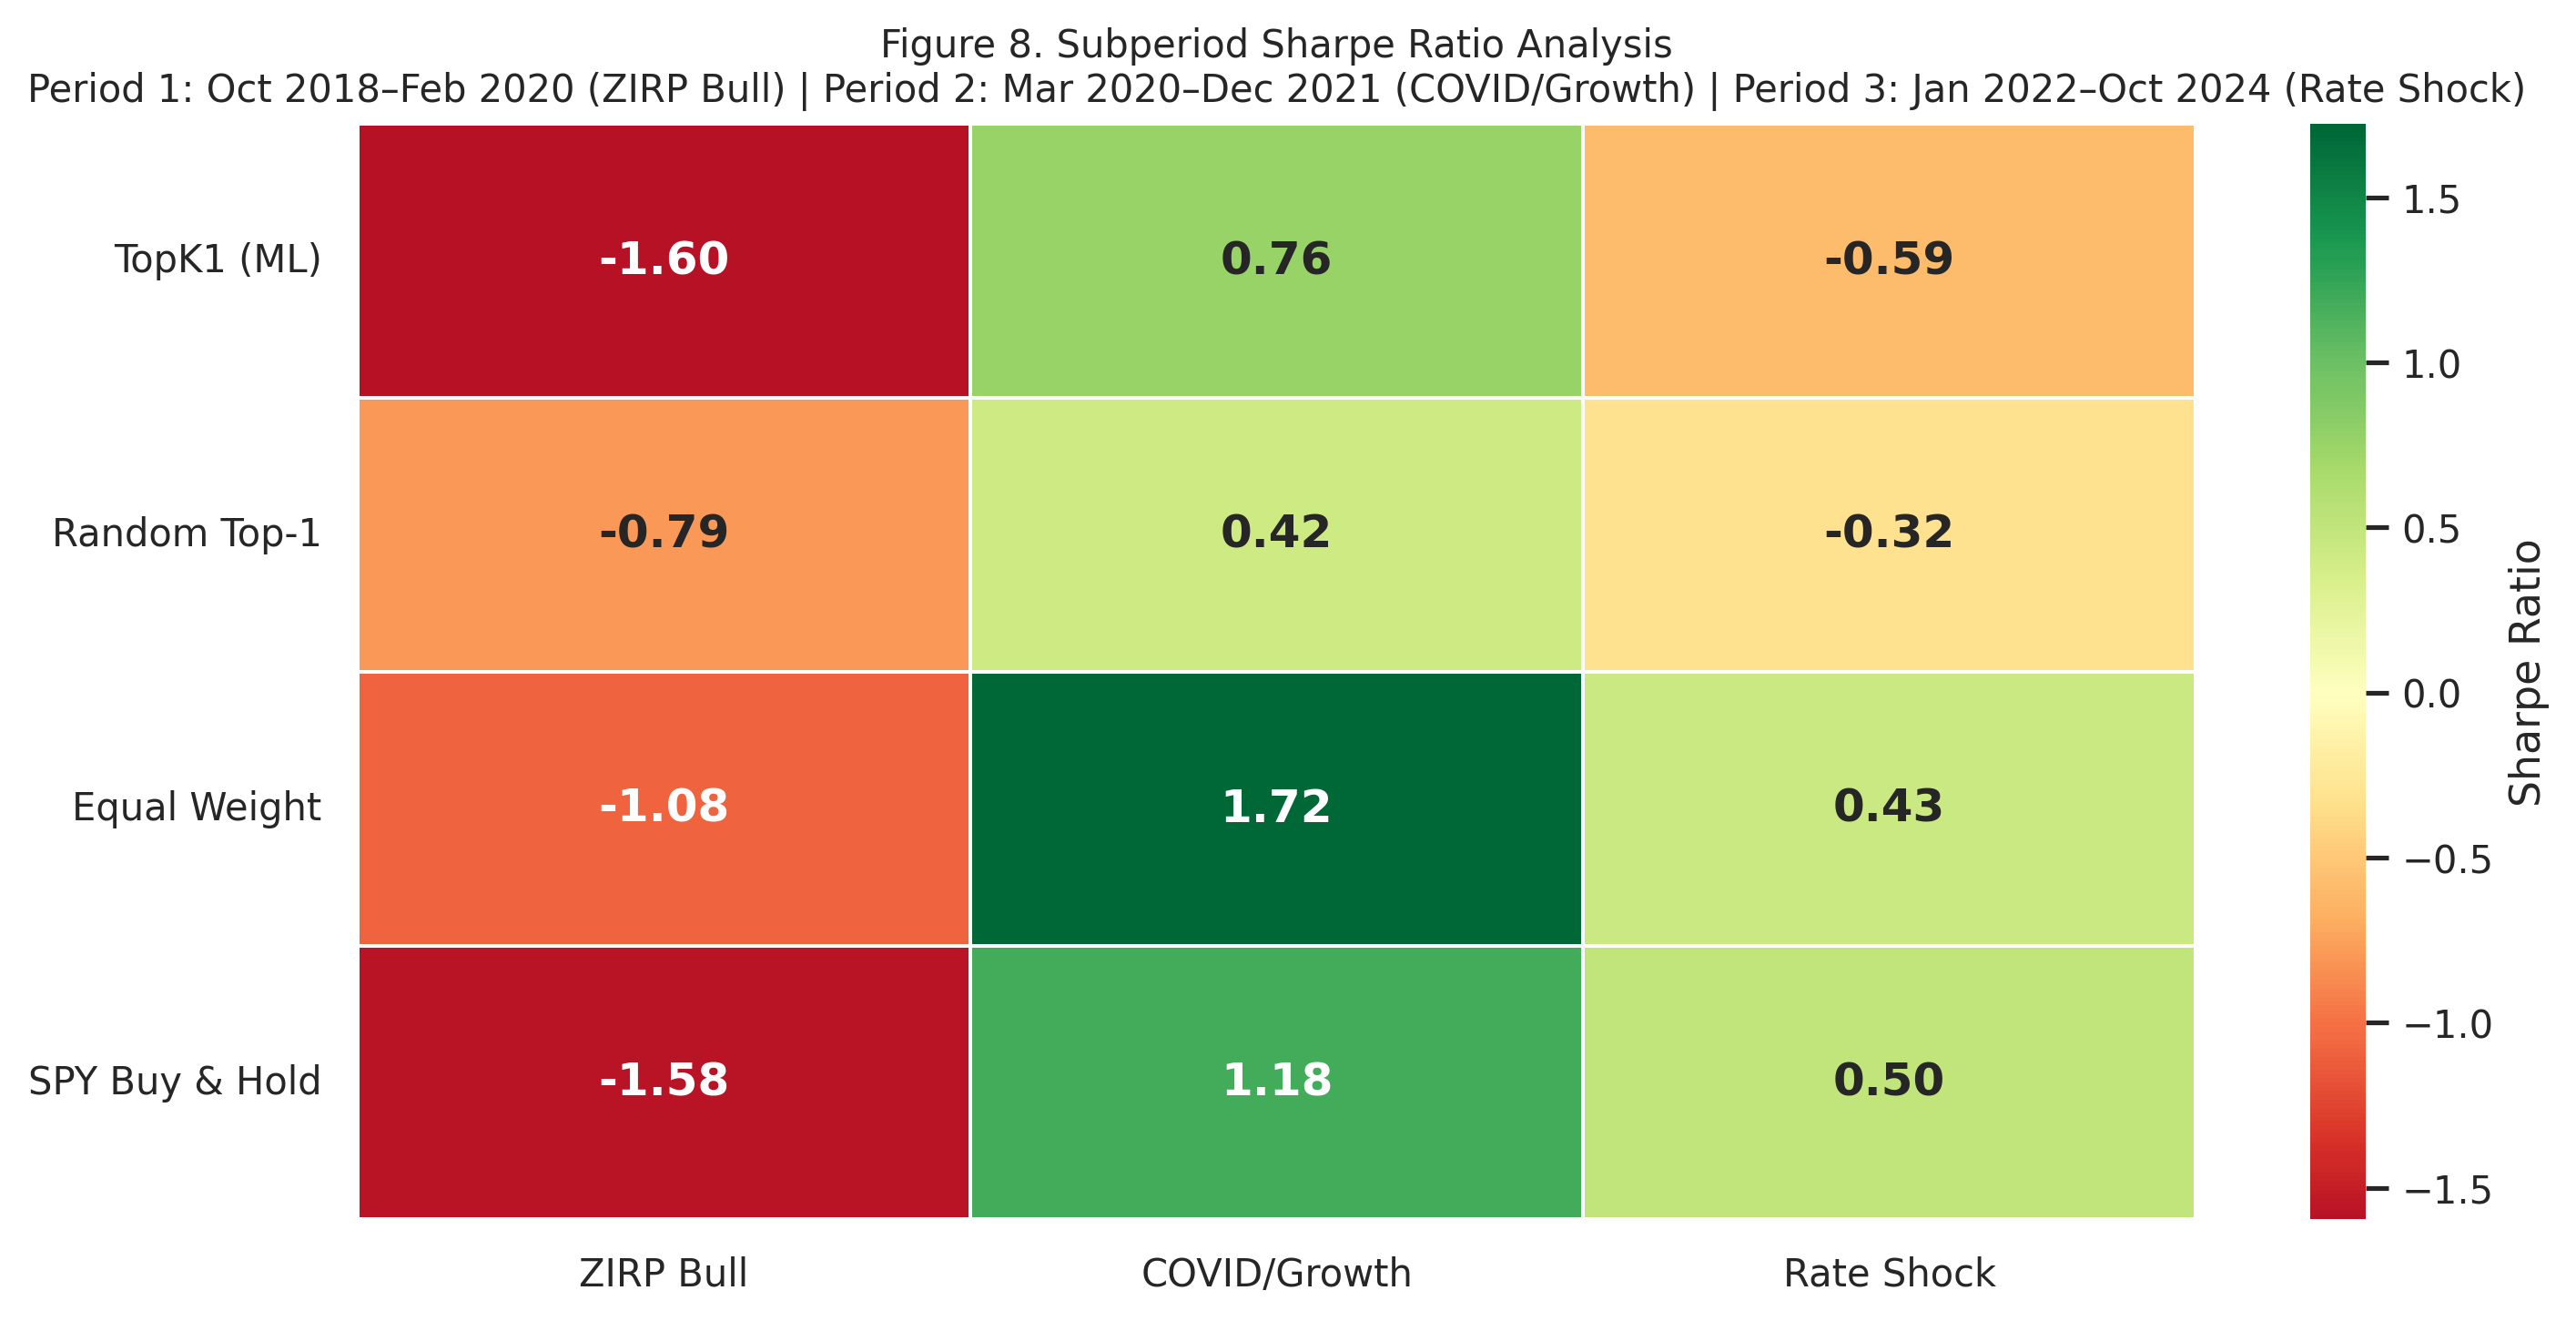 Figure 8. Subperiod Sharpe Ratio Analysis
Period 1: Oct 2018–Feb 2020 (ZIRP Bull) | Period 2: Mar 2020–Dec 2021 (COVID/Growth) | Period 3: Jan 2022–Oct 2024 (Rate Shock)
TopK1 (ML) -1.60 0.76 -0.59
Random Top-1 -0.79 0.42 -0.32
Equal Weight -1.08 1.72 0.43
SPY Buy & Hold -1.58 1.18 0.50
ZIRP Bull COVID/Growth Rate Shock
1.5
1.0
0.5
0.0
−0.5
−1.0
−1.5
Sharpe Ratio